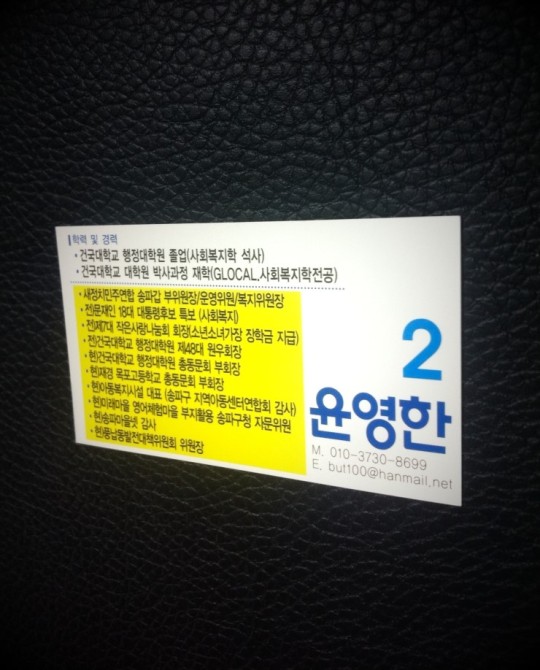 학력 및 경력
• 건국대학교 행정대학원 졸업(사회복지학 석사)
• 건국대학교 대학원 박사과정 재학(GLOCAL.사회복지학전공)
• 새정치민주연합 송파갑 부위원장/운영위원/복지위원장
• 전)문재인 18대 대통령후보 특보 (사회복지)
• 전)제7대 작은사랑나눔회 회장(소년소녀가장 장학금 지급)
• 전)건국대학교 행정대학원 제48대 원우회장
• 현)건국대학교 행정대학원 총동문회 부회장
• 현)재경 목포고등학교 총동문회 부회장
• 현)아동복지시설 대표 (송파구 지역아동센터연합회 감사)
• 현)미래마을 영어체험마을 부지활용 송파구청 자문위원
• 현)송파마을넷 감사
• 현)풍납동발전대책위원회 위원장
2
윤영한
M. 010-3730-8699
E. but100@hanmail.net